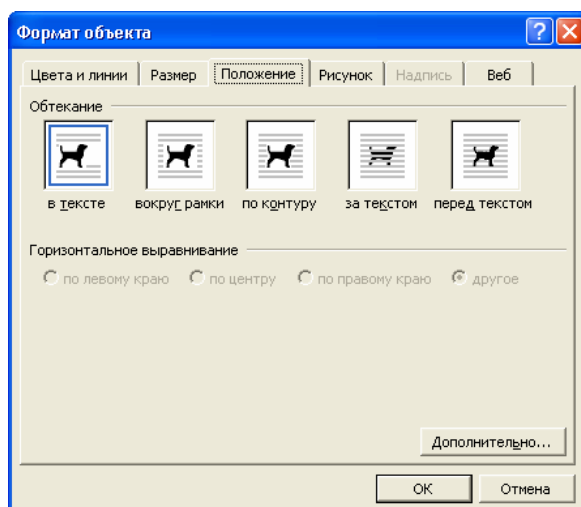 Формат объекта
Цвета и линии Размер Положение Рисунок Надпись Веб
Обтекание
в тексте вокруг рамки по контуру за текстом перед текстом
Горизонтальное выравнивание
по левому краю по центру по правому краю другое
Дополнительно...
ОК Отмена